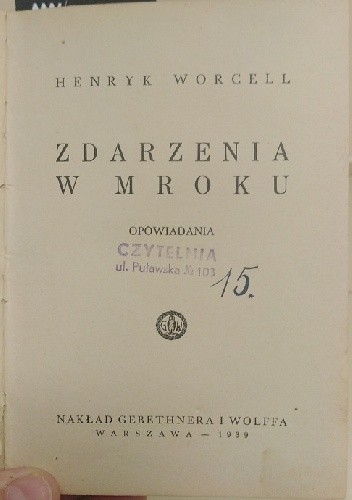 HENRYK WORCELL
ZDARZENIA
W MROKU
OPOWIADANIA
CZYTELNIA
ul. Puławska № 103
15.
NAKŁAD GEBETHNERA I WOLFFA
WARSZAWA — 1939